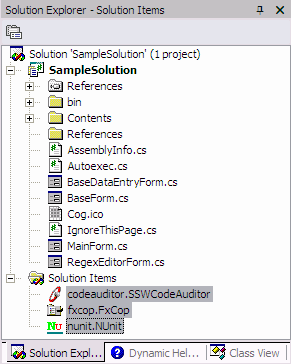 Solution Explorer - Solution Items
Solution 'SampleSolution' (1 project)
SampleSolution
References
bin
Contents
References
AssemblyInfo.cs
Autoexec.cs
BaseDataEntryForm.cs
BaseForm.cs
Cog.ico
IgnoreThisPage.cs
MainForm.cs
RegexEditorForm.cs
Solution Items
codeauditor.SSWCodeAuditor
fxcop.FxCop
Nu nunit.NUnit
Solution Expl... Dynamic Hel... Class View